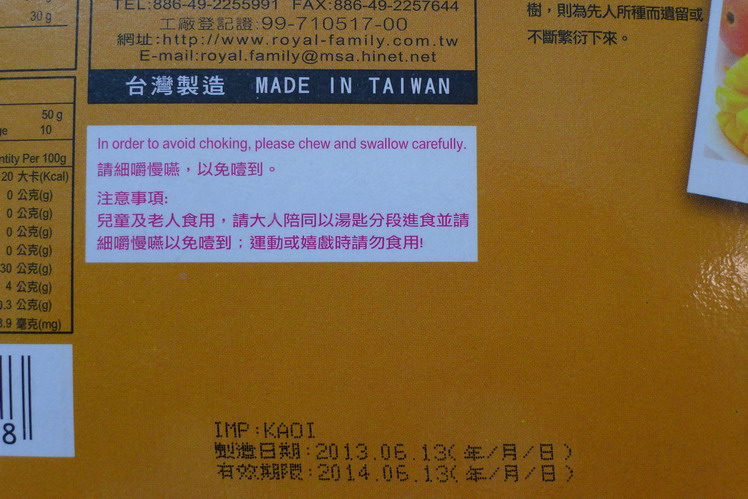 30 g
TEL:886-49-2255991 FAX:886-49-2257644
工廠登記證:99-710517-00
網址:http://www.royal-family.com.tw
E-mail:royal.family@msa.hinet.net
台灣製造 MADE IN TAIWAN
樹，則為先人所種而遺留或
不斷繁衍下來。
50 g
10
Per 100g
大卡(Kcal)
0 公克(g)
0 公克(g)
0 公克(g)
0 公克(g)
30 公克(g)
4 公克(g)
公克(g)
毫克(mg)
In order to avoid choking, please chew and swallow carefully.
請細嚼慢嚥，以免噎到。
注意事項:
兒童及老人食用，請大人陪同以湯匙分段進食並請
細嚼慢嚥以免噎到；運動或嬉戲時請勿食用!
8
IMP:KAOI
製造日期:2013.06.13(年/月/日)
有效期限:2014.06.13(年/月/日)